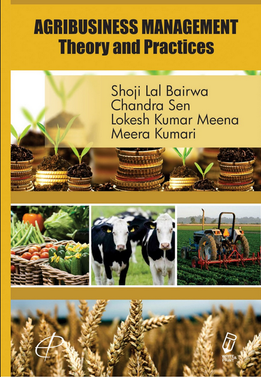 AGRIBUSINESS MANAGEMENT
Theory and Practices
Shoji Lal Bairwa
Chandra Sen
Lokesh Kumar Meena
Meera Kumari